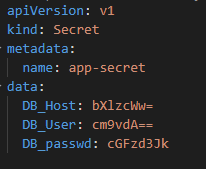 apiVersion: v1
kind: Secret
metadata:
  name: app-secret
data:
  DB_Host: bXlzcWw=
  DB_User: cm9vdA==
  DB_passwd: cGFzd3Jk